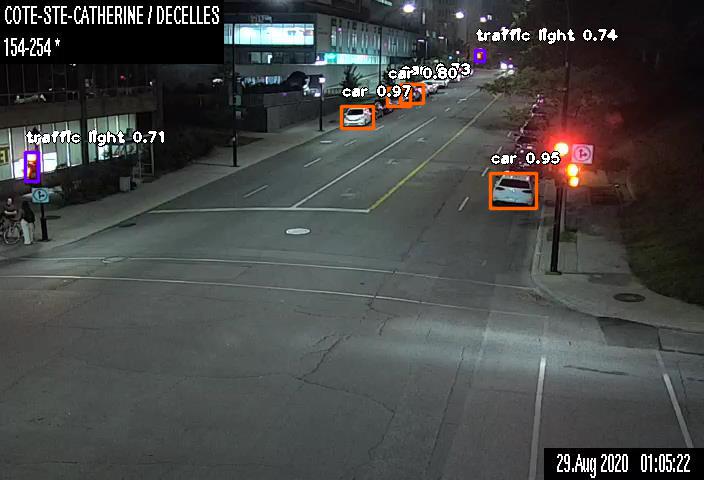 COTE-STE-CATHERINE / DECELLES
154-254 *
traffic light 0.74
car 0.80
car 0.97
traffic light 0.71
car 0.95
29.Aug 2020 01:05:22